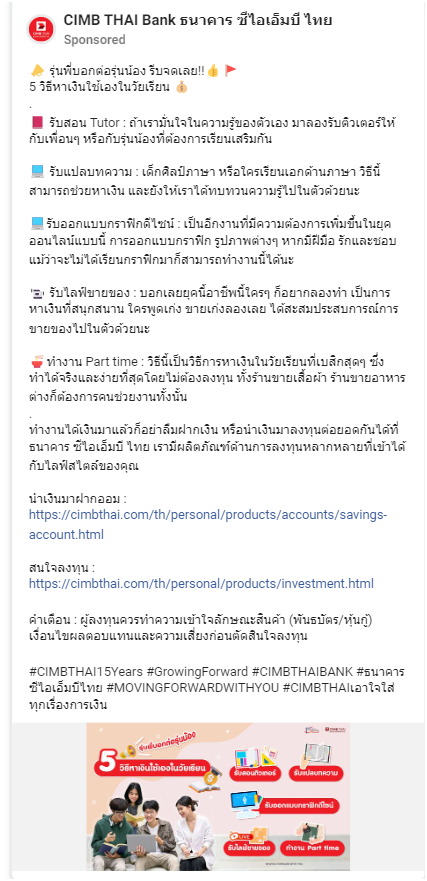 CIMB THAI Bank ธนาคาร ซีไอเอ็มบี ไทย
Sponsored
📣 รุ่นพี่บอกต่อรุ่นน้อง รีบจดเลย!!👍 🚩
5 วิธีหาเงินใช้เองในวัยเรียน 💰
.
📕 รับสอน Tutor : ถ้าเรามั่นใจในความรู้ของตัวเอง มาลองรับติวเตอร์ให้
กับเพื่อนๆ หรือกับรุ่นน้องที่ต้องการเรียนเสริมกัน
💻 รับแปลบทความ : เด็กศิลป์ภาษา หรือใครเรียนเอกด้านภาษา วิธีนี้
สามารถช่วยหาเงิน และยังให้เราได้ทบทวนความรู้ไปในตัวด้วยนะ
💻รับออกแบบกราฟิกดีไซน์ : เป็นอีกงานที่มีความต้องการเพิ่มขึ้นในยุค
ออนไลน์แบบนี้ การออกแบบกราฟิก รูปภาพต่างๆ หากมีฝีมือ รักและชอบ
แม้ว่าจะไม่ได้เรียนกราฟิกมาก็สามารถทำงานนี้ได้นะ
📹 รับไลฟ์ขายของ : บอกเลยยุคนี้อาชีพนี้ใครๆ ก็อยากลองทำ เป็นการ
หาเงินที่สนุกสนาน ใครพูดเก่ง ขายเก่งลองเลย ได้สะสมประสบการณ์การ
ขายของไปในตัวด้วยนะ
🍜ทำงาน Part time : วิธีนี้เป็นวิธีการหาเงินในวัยเรียนที่เบสิกสุดๆ ซึ่ง
ทำได้จริงและง่ายที่สุดโดยไม่ต้องลงทุน ทั้งร้านขายเสื้อผ้า ร้านขายอาหาร
ต่างก็ต้องการคนช่วยงานทั้งนั้น
.
ทำงานได้เงินมาแล้วก็อย่าลืมฝากเงิน หรือนำเงินมาลงทุนต่อยอดกันได้ที่
ธนาคาร ซีไอเอ็มบี ไทย เรามีผลิตภัณฑ์ด้านการลงทุนหลากหลายที่เข้าได้
กับไลฟ์สไตล์ของคุณ
นำเงินมาฝากออม :
https://cimbthai.com/th/personal/products/accounts/savings-
account.html
สนใจลงทุน :
https://cimbthai.com/th/personal/products/investment.html
คำเตือน : ผู้ลงทุนควรทำความเข้าใจลักษณะสินค้า (พันธบัตร/หุ้นกู้)
เงื่อนไขผลตอบแทนและความเสี่ยงก่อนตัดสินใจลงทุน
#CIMBTHAI15Years #GrowingForward #CIMBTHAIBANK #ธนาคาร
ซีไอเอ็มบีไทย #MOVINGFORWARDWITHYOU #CIMBTHAIเอาใจใส่
ทุกเรื่องการเงิน
รุ่นพี่บอกต่อรุ่นน้อง
5 วิธีหาเงินใช้เองในวัยเรียน
รับสอนติวเตอร์
รับแปลบทความ
รับออกแบบกราฟิกดีไซน์
LIVE
รับไลฟ์ขายของ
ทำงาน Part time